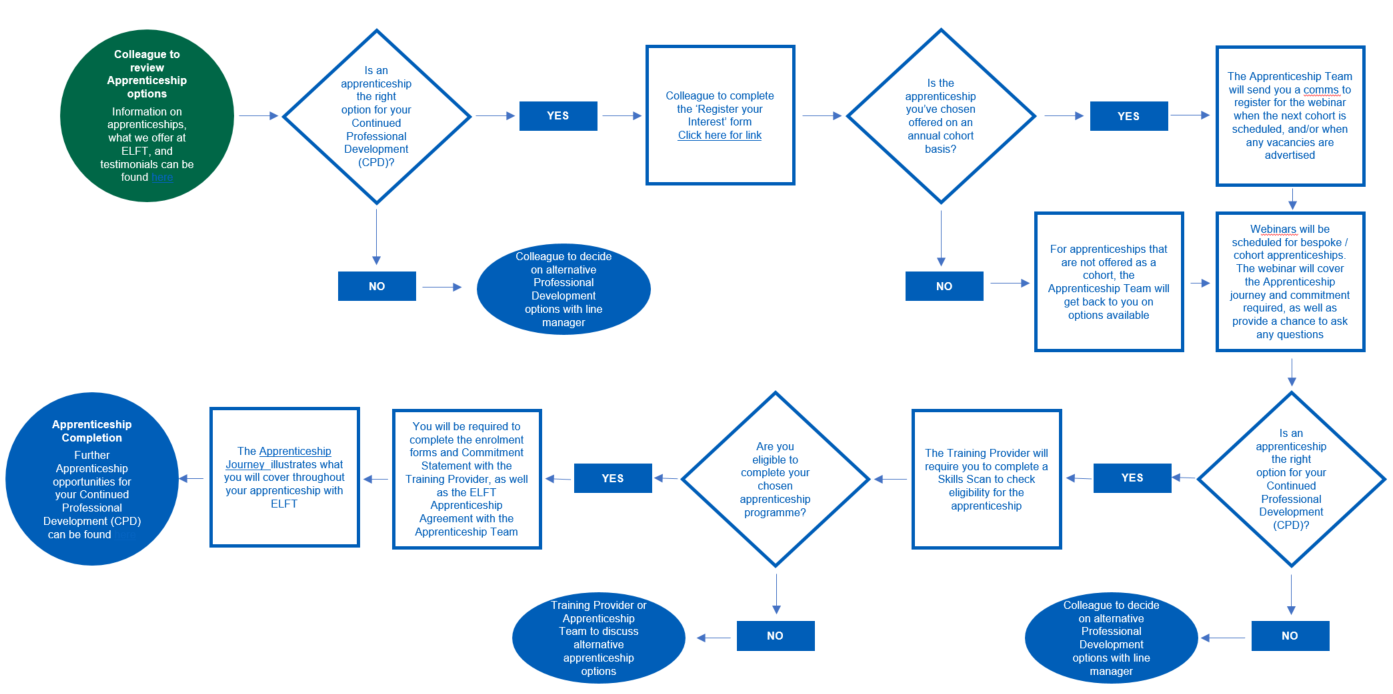 Colleague to
review
Apprenticeship
options
Information on
apprenticeships,
what we offer at
ELFT, and
testimonials can be
found here
Is an
apprenticeship
the right
option for your
Continued
Professional
Development
(CPD)?
YES
Colleague to complete
the ‘Register your
Interest’ form
Click here for link
Is the
apprenticeship
you’ve chosen
offered on an
annual cohort
basis?
YES
The Apprenticeship Team
will send you a comms to
register for the webinar
when the next cohort is
scheduled, and/or when
any vacancies are
advertised
NO
Colleague to decide
on alternative
Professional
Development
options with line
manager
NO
For apprenticeships that
are not offered as a
cohort, the
Apprenticeship Team will
get back to you on
options available
Webinars will be
scheduled for bespoke /
cohort apprenticeships.
The webinar will cover
the Apprenticeship
journey and commitment
required, as well as
provide a chance to ask
any questions
Is an
apprenticeship
the right
option for your
Continued
Professional
Development
(CPD)?
YES
The Training Provider will
require you to complete a
Skills Scan to check
eligibility for the
apprenticeship
Are you
eligible to
complete your
chosen
apprenticeship
programme?
YES
You will be required to
complete the enrolment
forms and Commitment
Statement with the
Training Provider, as well
as the ELFT
Apprenticeship
Agreement with the
Apprenticeship Team
The Apprenticeship
Journey illustrates what
you will cover throughout
your apprenticeship with
ELFT
Apprenticeship
Completion
Further
Apprenticeship
opportunities for
your Continued
Professional
Development (CPD)
can be found
NO
Training Provider or
Apprenticeship
Team to discuss
alternative
apprenticeship
options
NO
Colleague to decide
on alternative
Professional
Development
options with line
manager